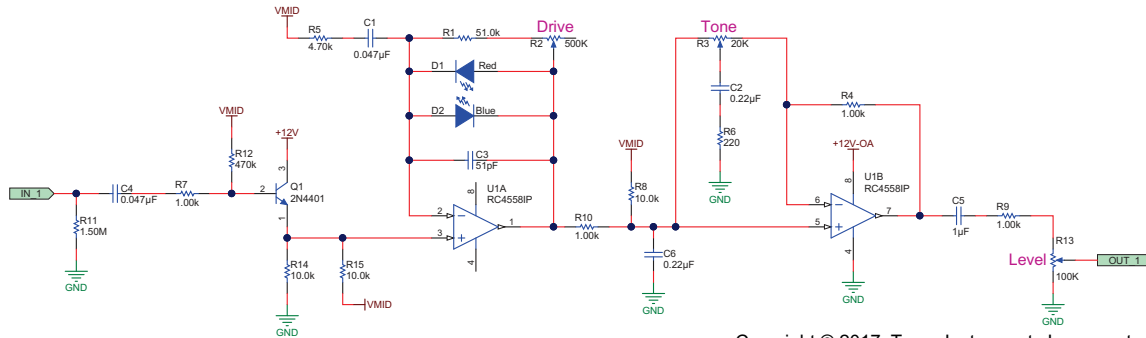 VMID
R5
4.70k
C1
0.047µF
R1
51.0k
Drive
R2
500K
D1
Red
D2
Blue
C3
51pF
Tone
R3
20K
C2
0.22µF
R6
220
GND
R4
1.00k
VMID
R12
470k
+12V
3
2
Q1
2N4401
1
IN_1
C4
0.047µF
R7
1.00k
R11
1.50M
GND
R14
10.0k
GND
R15
10.0k
VMID
U1A
RC4558IP
8
2
3
1
4
R10
1.00k
VMID
R8
10.0k
C6
0.22µF
GND
+12V-OA
U1B
RC4558IP
8
6
5
7
4
GND
C5
1µF
R9
1.00k
R13
Level
100K
OUT_1
GND